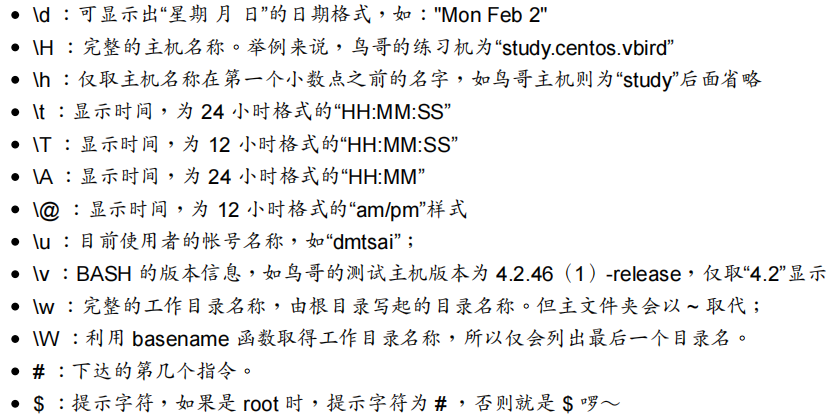 • \d ：可显示出“星期 月 日”的日期格式，如："Mon Feb 2"
• \H ：完整的主机名称。举例来说，鸟哥的练习机为“study.centos.vbird”
• \h ：仅取主机名称在第一个小数点之前的名字，如鸟哥主机则为“study”后面省略
• \t ：显示时间，为 24 小时格式的“HH:MM:SS”
• \T ：显示时间，为 12 小时格式的“HH:MM:SS”
• \A ：显示时间，为 24 小时格式的“HH:MM”
• \@ ：显示时间，为 12 小时格式的“am/pm”样式
• \u ：目前使用者的帐号名称，如“dmtsai”；
• \v ：BASH 的版本信息，如鸟哥的测试主机版本为 4.2.46（1）-release，仅取“4.2”显示
• \w ：完整的工作目录名称，由根目录写起的目录名称。但主文件夹会以 ~ 取代；
• \W ：利用 basename 函数取得工作目录名称，所以仅会列出最后一个目录名。
• # ：下达的第几个指令。
• $ ：提示字符，如果是 root 时，提示字符为 # ，否则就是 $ 啰～